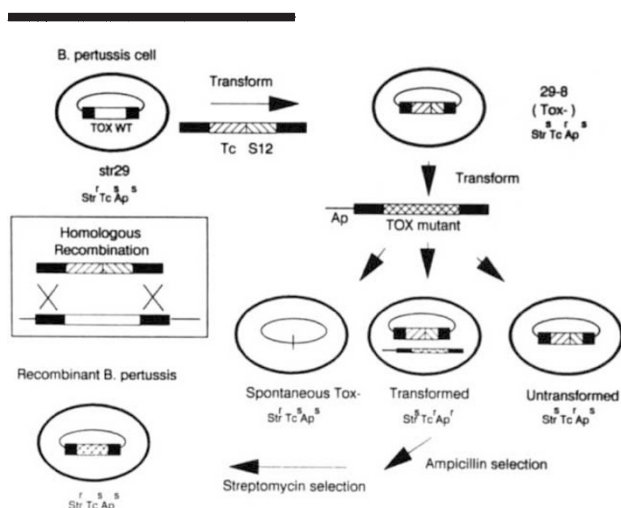 B. pertussis cell
Transform
TOX WT
Tc S12
str29
Str^r Tc^s Ap^s
29-8
( Tox- )
Str^s Tc^r Ap^s
Transform
Ap
TOX mutant
Homologous
Recombination
Recombinant B. pertussis
Spontaneous Tox-
Str^r Tc^s Ap^s
Transformed
Str^s Tc^r Ap^r
Untransformed
Str^s Tc^r Ap^s
Ampicillin selection
Streptomycin selection
Str^r Tc^s Ap^s